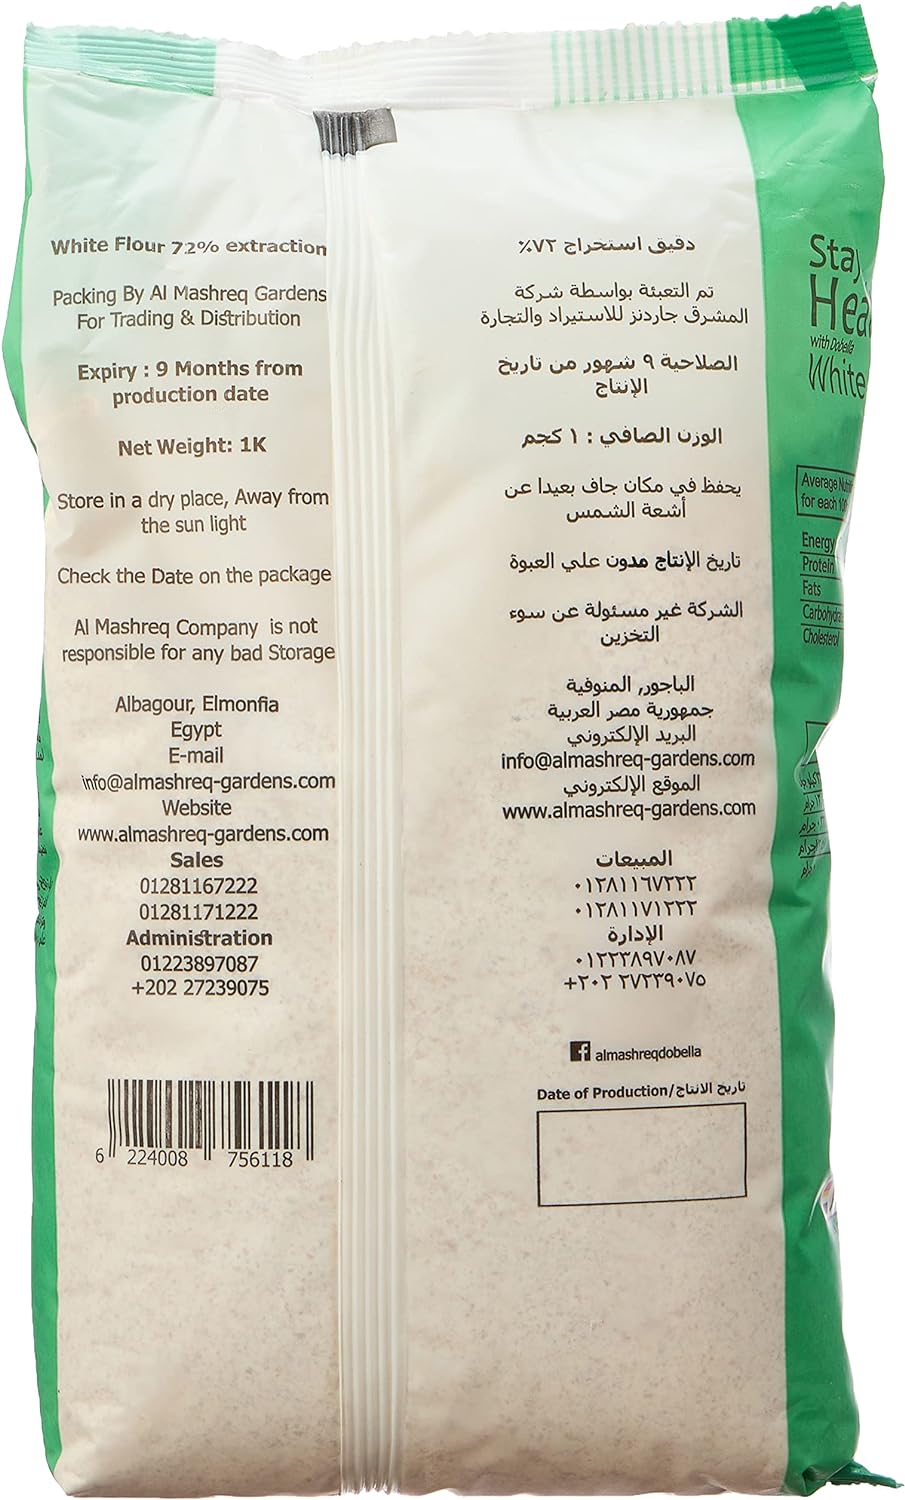 White Flour 72% extraction
Packing By Al Mashreq Gardens
For Trading & Distribution
Expiry : 9 Months from
production date
Net Weight: 1K
Store in a dry place, Away from
the sun light
Check the Date on the package
Al Mashreq Company is not
responsible for any bad Storage
Albagour, Elmonfia
Egypt
E-mail
info@almashreq-gardens.com
Website
www.almashreq-gardens.com
Sales
01281167222
01281171222
Administration
01223897087
+202 27239075
6 224008 756118
دقيق استخراج ٧٢٪
تم التعبئة بواسطة شركة
المشرق جاردنز للاستيراد والتجارة
الصلاحية ٩ شهور من تاريخ
الإنتاج
الوزن الصافي : ١ كجم
يحفظ في مكان جاف بعيدا عن
أشعة الشمس
تاريخ الإنتاج مدون علي العبوة
الشركة غير مسئولة عن سوء
التخزين
الباجور, المنوفية
جمهورية مصر العربية
البريد الإلكتروني
info@almashreq-gardens.com
الموقع الإلكتروني
www.almashreq-gardens.com
المبيعات
٠١٢٨١١٦٧٢٢٢
٠١٢٨١١٧١٢٢٢
الإدارة
٠١٢٢٣٨٩٧٠٨٧
+٢٠٢ ٢٧٢٣٩٠٧٥
almashreqdobella
Date of Production/تاريخ الانتاج
Stay
with Dobella
White
Average
for each
Energy
Protein
Fats
Cholesterol